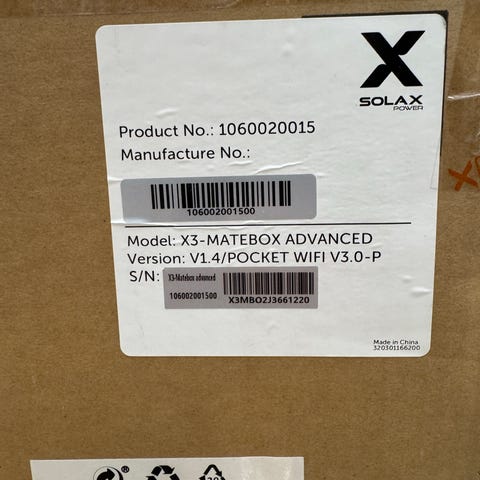 SOLAX
POWER
Product No.: 1060020015
Manufacture No.:
106002001500
Model: X3-MATEBOX ADVANCED
Version: V1.4/POCKET WIFI V3.0-P
S/N:
X3-Matebox advanced
106002001500
X3MBO2J3661220
Made in China
320301166200
®